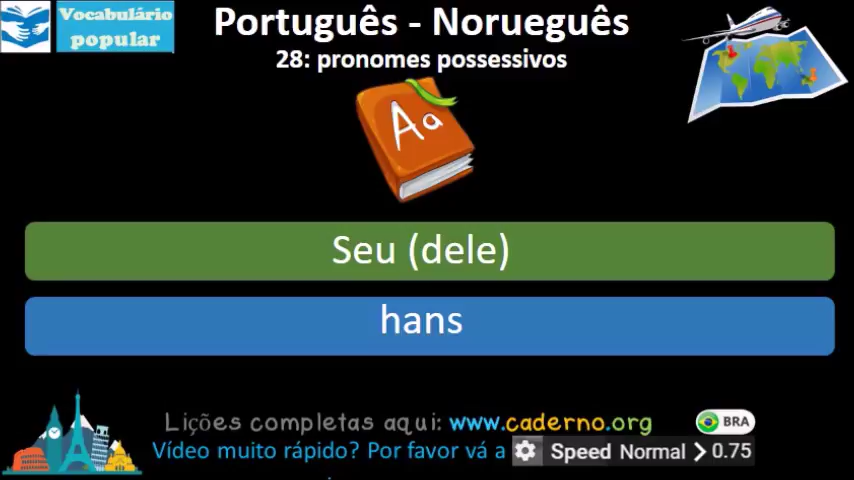 Vocabulário
popular
Português - Norueguês
28: pronomes possessivos
Aa
Seu (dele)
hans
Lições completas aqui: www.caderno.org
BRA
Vídeo muito rápido? Por favor vá a Speed Normal > 0.75